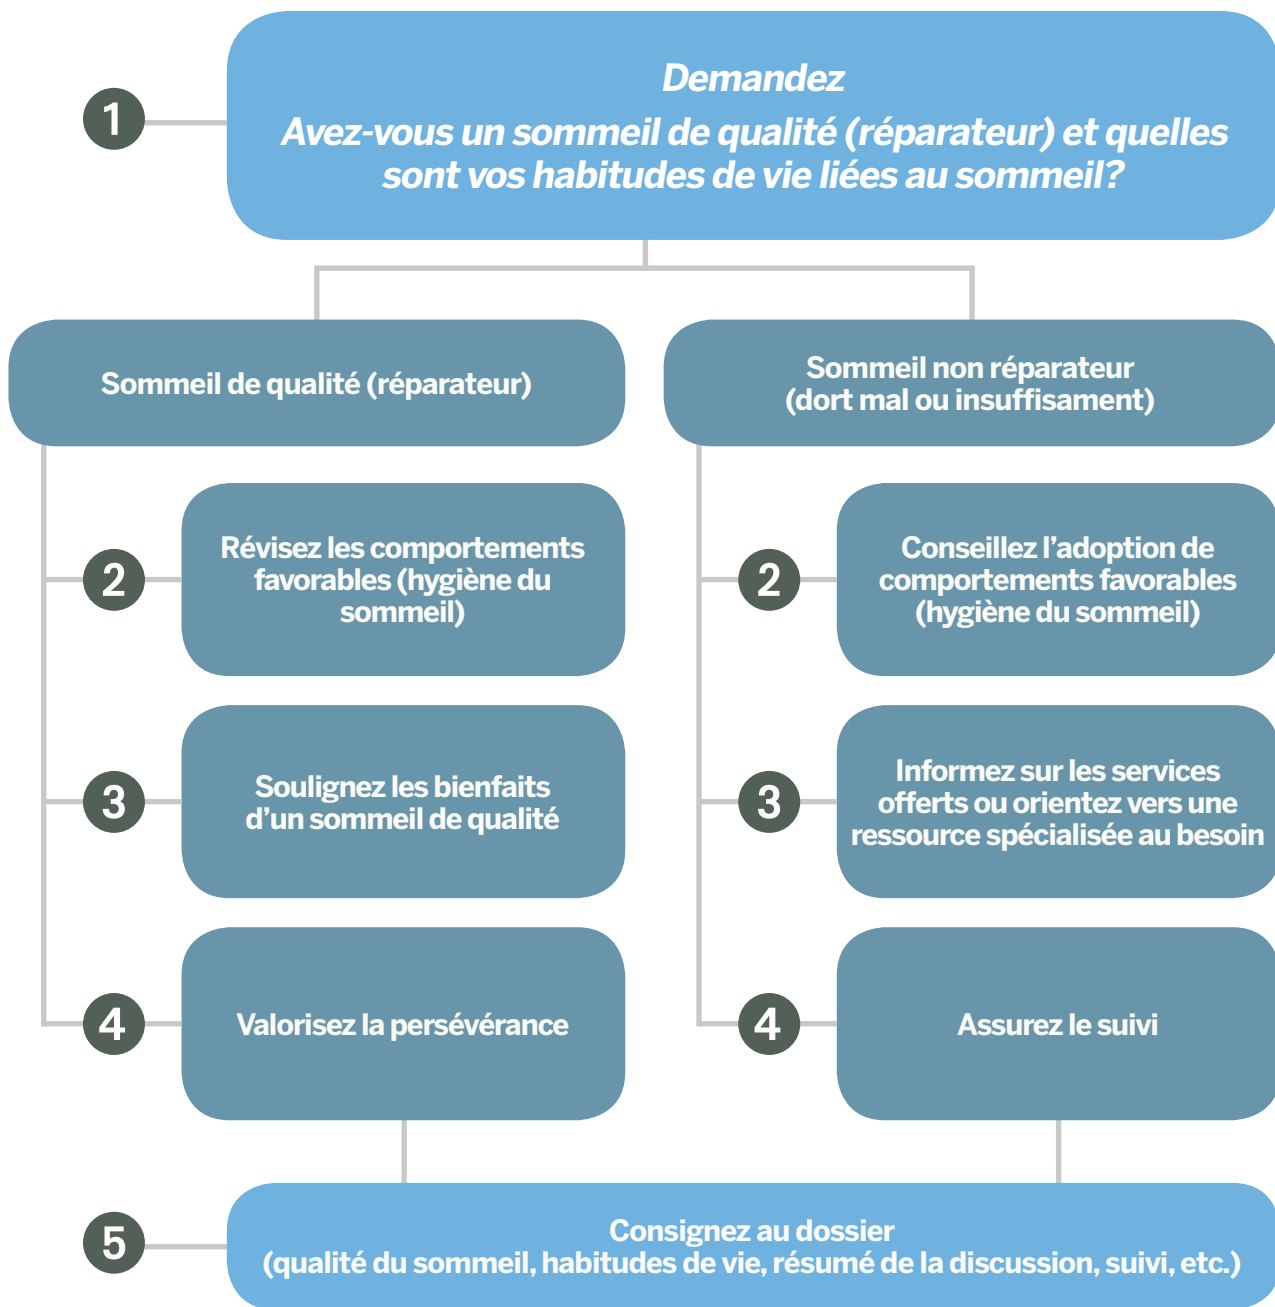 1
Demandez
Avez-vous un sommeil de qualité (réparateur) et quelles
sont vos habitudes de vie liées au sommeil?
Sommeil de qualité (réparateur)
2
Révisez les comportements
favorables (hygiène du
sommeil)
3
Soulignez les bienfaits
d’un sommeil de qualité
4
Valorisez la persévérance
Sommeil non réparateur
(dort mal ou insuffisament)
2
Conseillez l’adoption de
comportements favorables
(hygiène du sommeil)
3
Informez sur les services
offerts ou orientez vers une
ressource spécialisée au besoin
4
Assurez le suivi
5
Consignez au dossier
(qualité du sommeil, habitudes de vie, résumé de la discussion, suivi, etc.)